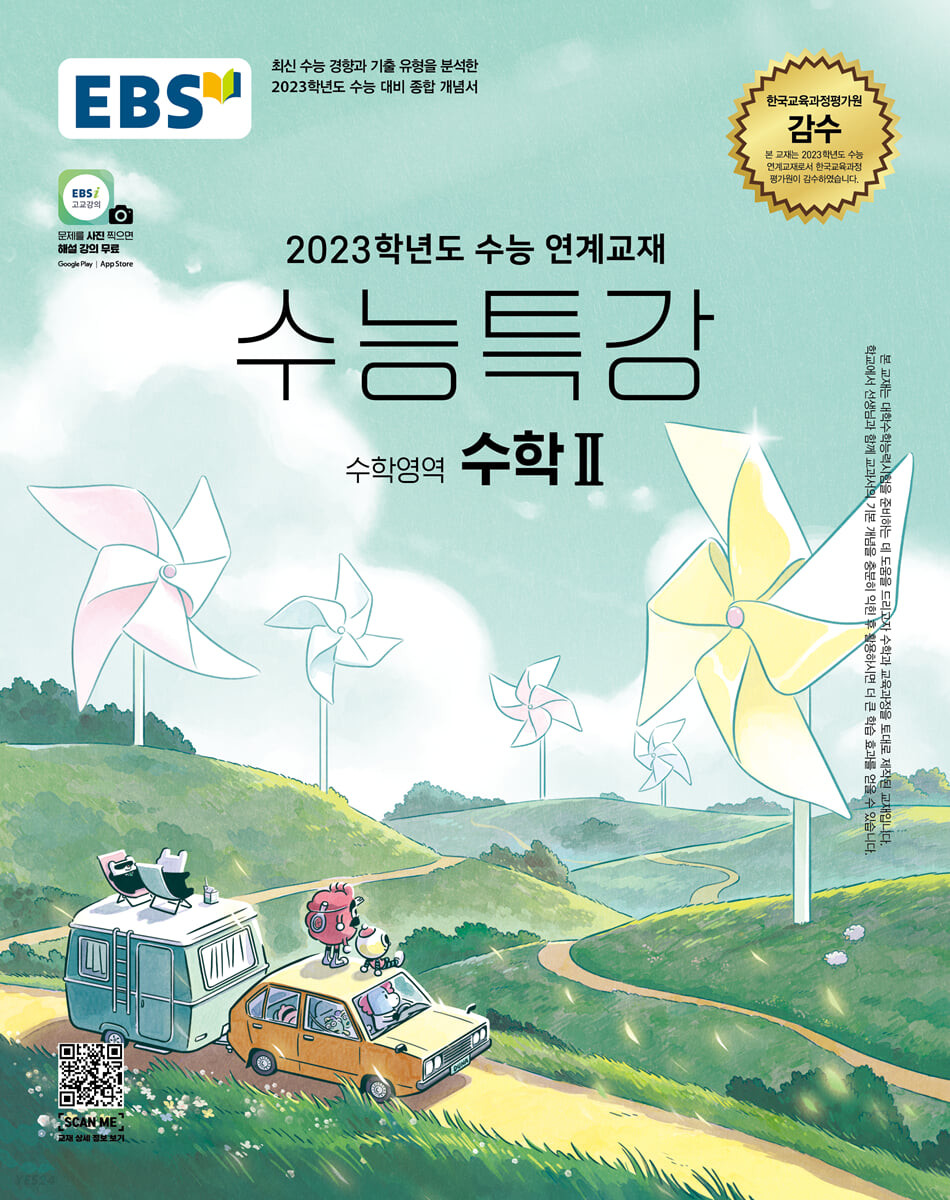 EBS
최신 수능 경향과 기출 유형을 분석한
2023학년도 수능 대비 종합 개념서
한국교육과정평가원
감수
본 교재는 2023학년도 수능
연계교재로서 한국교육과정
평가원이 감수하였습니다.
EBSi
고교강의
문제를 사진 찍으면
해설 강의 무료
Google Play | App Store
2023학년도 수능 연계교재
수능특강
수학영역 수학Ⅱ
본 교재는 대학수학능력시험을 준비하는 데 도움을 드리고자 수학과 교육과정을 토대로 제작된 교재입니다.
학교에서 선생님과 함께 교과서의 기본 개념을 충분히 익힌 후 활용하시면 더 큰 학습 효과를 얻을 수 있습니다.
SCAN ME
교재 상세 정보 보기
YES24